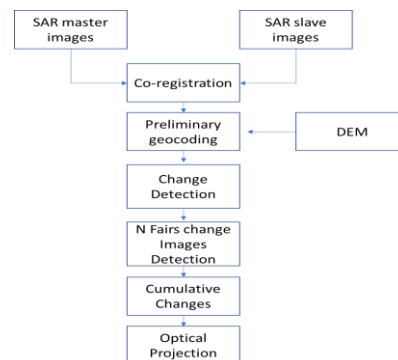 SAR master
images
SAR slave
images
Co-registration
Preliminary
geocoding
DEM
Change
Detection
N Fairs change
Images
Detection
Cumulative
Changes
Optical
Projection